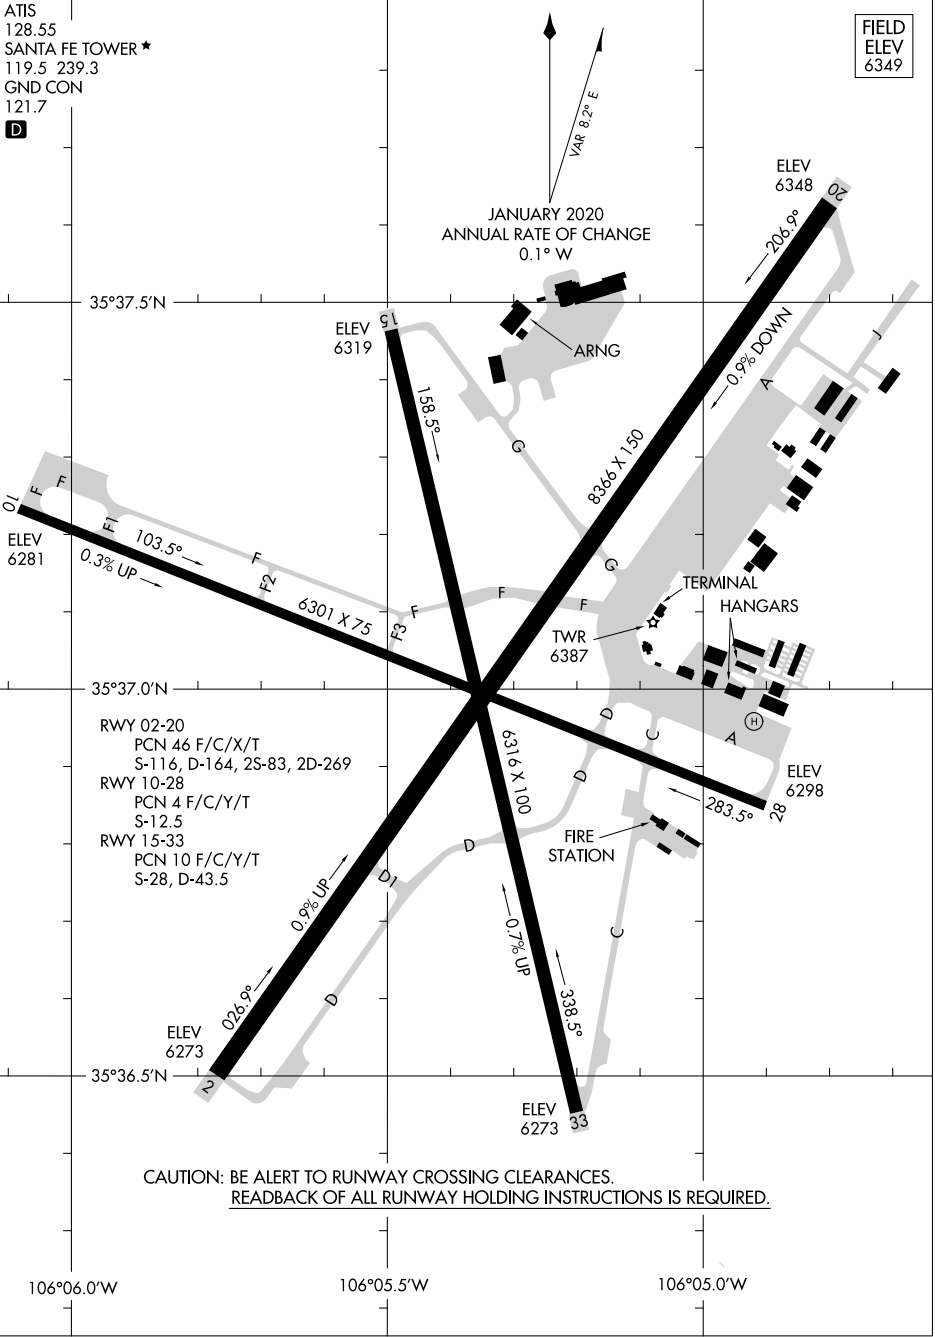 ATIS
128.55
SANTA FE TOWER ★
119.5 239.3
GND CON
121.7
D
FIELD
ELEV
6349
VAR 8.2° E
JANUARY 2020
ANNUAL RATE OF CHANGE
0.1° W
ELEV
6348
20
206.9°
0.9% DOWN
35°37.5'N
ELEV
6319
15
158.5°
ARNG
A
J
G
8366 X 150
10
ELEV
6281
F
F
F1
103.5°
0.3% UP
F
F2
6301 X 75
F
F3
F
F
G
TERMINAL
HANGARS
TWR
6387
35°37.0'N
RWY 02-20
PCN 46 F/C/X/T
S-116, D-164, 2S-83, 2D-269
RWY 10-28
PCN 4 F/C/Y/T
S-12.5
RWY 15-33
PCN 10 F/C/Y/T
S-28, D-43.5
6316 X 100
D
C
A
H
D
ELEV
6298
283.5°
28
FIRE
STATION
D
D1
0.9% UP
C
0.7% UP
026.9°
D
338.5°
ELEV
6273
2
35°36.5'N
ELEV
6273
33
CAUTION: BE ALERT TO RUNWAY CROSSING CLEARANCES.
READBACK OF ALL RUNWAY HOLDING INSTRUCTIONS IS REQUIRED.
106°06.0'W
106°05.5'W
106°05.0'W